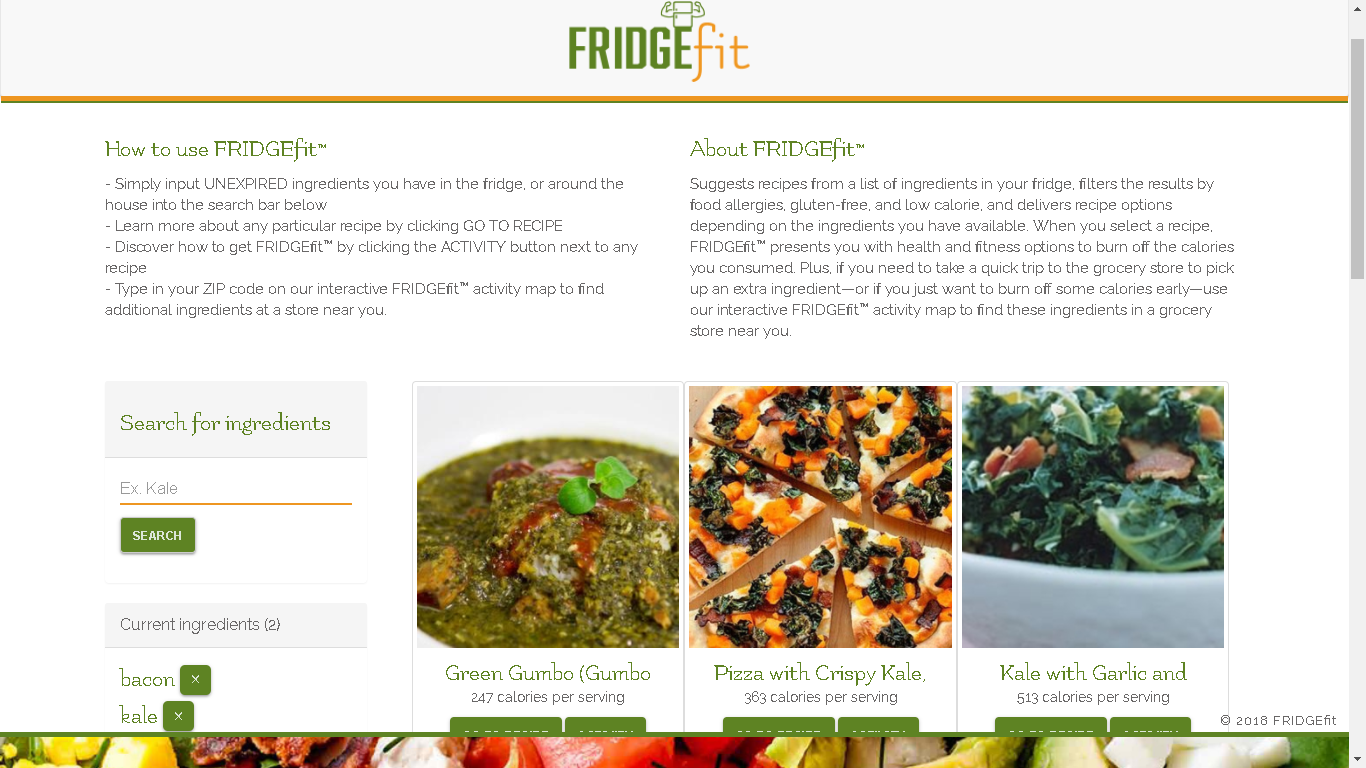 FRIDGEfit
How to use FRIDGEfit™
- Simply input UNEXPIRED ingredients you have in the fridge, or around the
house into the search bar below
- Learn more about any particular recipe by clicking GO TO RECIPE
- Discover how to get FRIDGEfit™ by clicking the ACTIVITY button next to any
recipe
- Type in your ZIP code on our interactive FRIDGEfit™ activity map to find
additional ingredients at a store near you.
About FRIDGEfit™
Suggests recipes from a list of ingredients in your fridge, filters the results by
food allergies, gluten-free, and low calorie, and delivers recipe options
depending on the ingredients you have available. When you select a recipe,
FRIDGEfit™ presents you with health and fitness options to burn off the calories
you consumed. Plus, if you need to take a quick trip to the grocery store to pick
up an extra ingredient—or if you just want to burn off some calories early—use
our interactive FRIDGEfit™ activity map to find these ingredients in a grocery
store near you.
Search for ingredients
Ex. Kale
SEARCH
Current ingredients (2)
bacon ×
kale ×
Green Gumbo (Gumbo
247 calories per serving
Pizza with Crispy Kale,
363 calories per serving
Kale with Garlic and
513 calories per serving
© 2018 FRIDGEfit